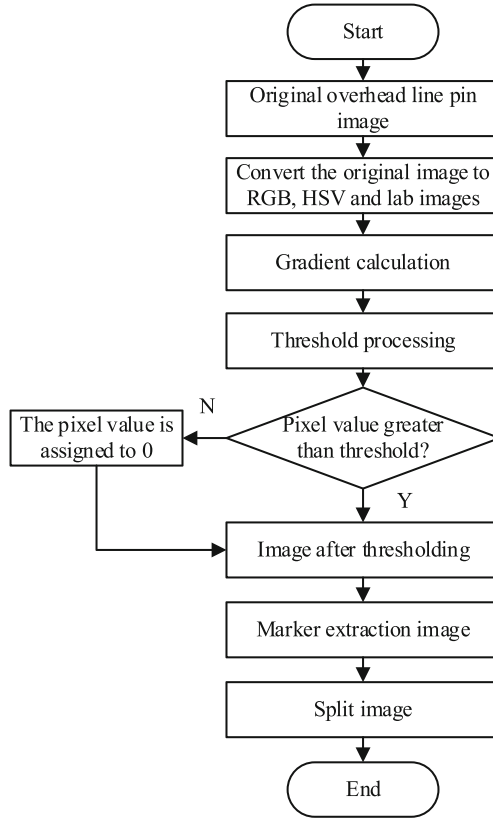 Start
Original overhead line pin
image
Convert the original image to
RGB, HSV and lab images
Gradient calculation
Threshold processing
Pixel value greater
than threshold?
N
The pixel value is
assigned to 0
Y
Image after thresholding
Marker extraction image
Split image
End